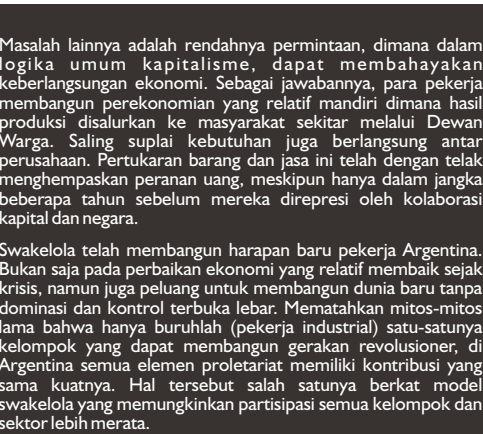 Masalah lainnya adalah rendahnya permintaan, dimana dalam
logika umum kapitalisme, dapat membahayakan
keberlangsungan ekonomi. Sebagai jawabannya, para pekerja
membangun perekonomian yang relatif mandiri dimana hasil
produksi disalurkan ke masyarakat sekitar melalui Dewan
Warga. Saling suplai kebutuhan juga berlangsung antar
perusahaan. Pertukaran barang dan jasa ini telah dengan telak
menghempaskan peranan uang, meskipun hanya dalam jangka
beberapa tahun sebelum mereka direpresi oleh kolaborasi
kapital dan negara.
Swakelola telah membangun harapan baru pekerja Argentina.
Bukan saja pada perbaikan ekonomi yang relatif membaik sejak
krisis, namun juga peluang untuk membangun dunia baru tanpa
dominasi dan kontrol terbuka lebar. Mematahkan mitos-mitos
lama bahwa hanya buruhlah (pekerja industrial) satu-satunya
kelompok yang dapat membangun gerakan revolusioner, di
Argentina semua elemen proletariat memiliki kontribusi yang
sama kuatnya. Hal tersebut salah satunya berkat model
swakelola yang memungkinkan partisipasi semua kelompok dan
sektor lebih merata.